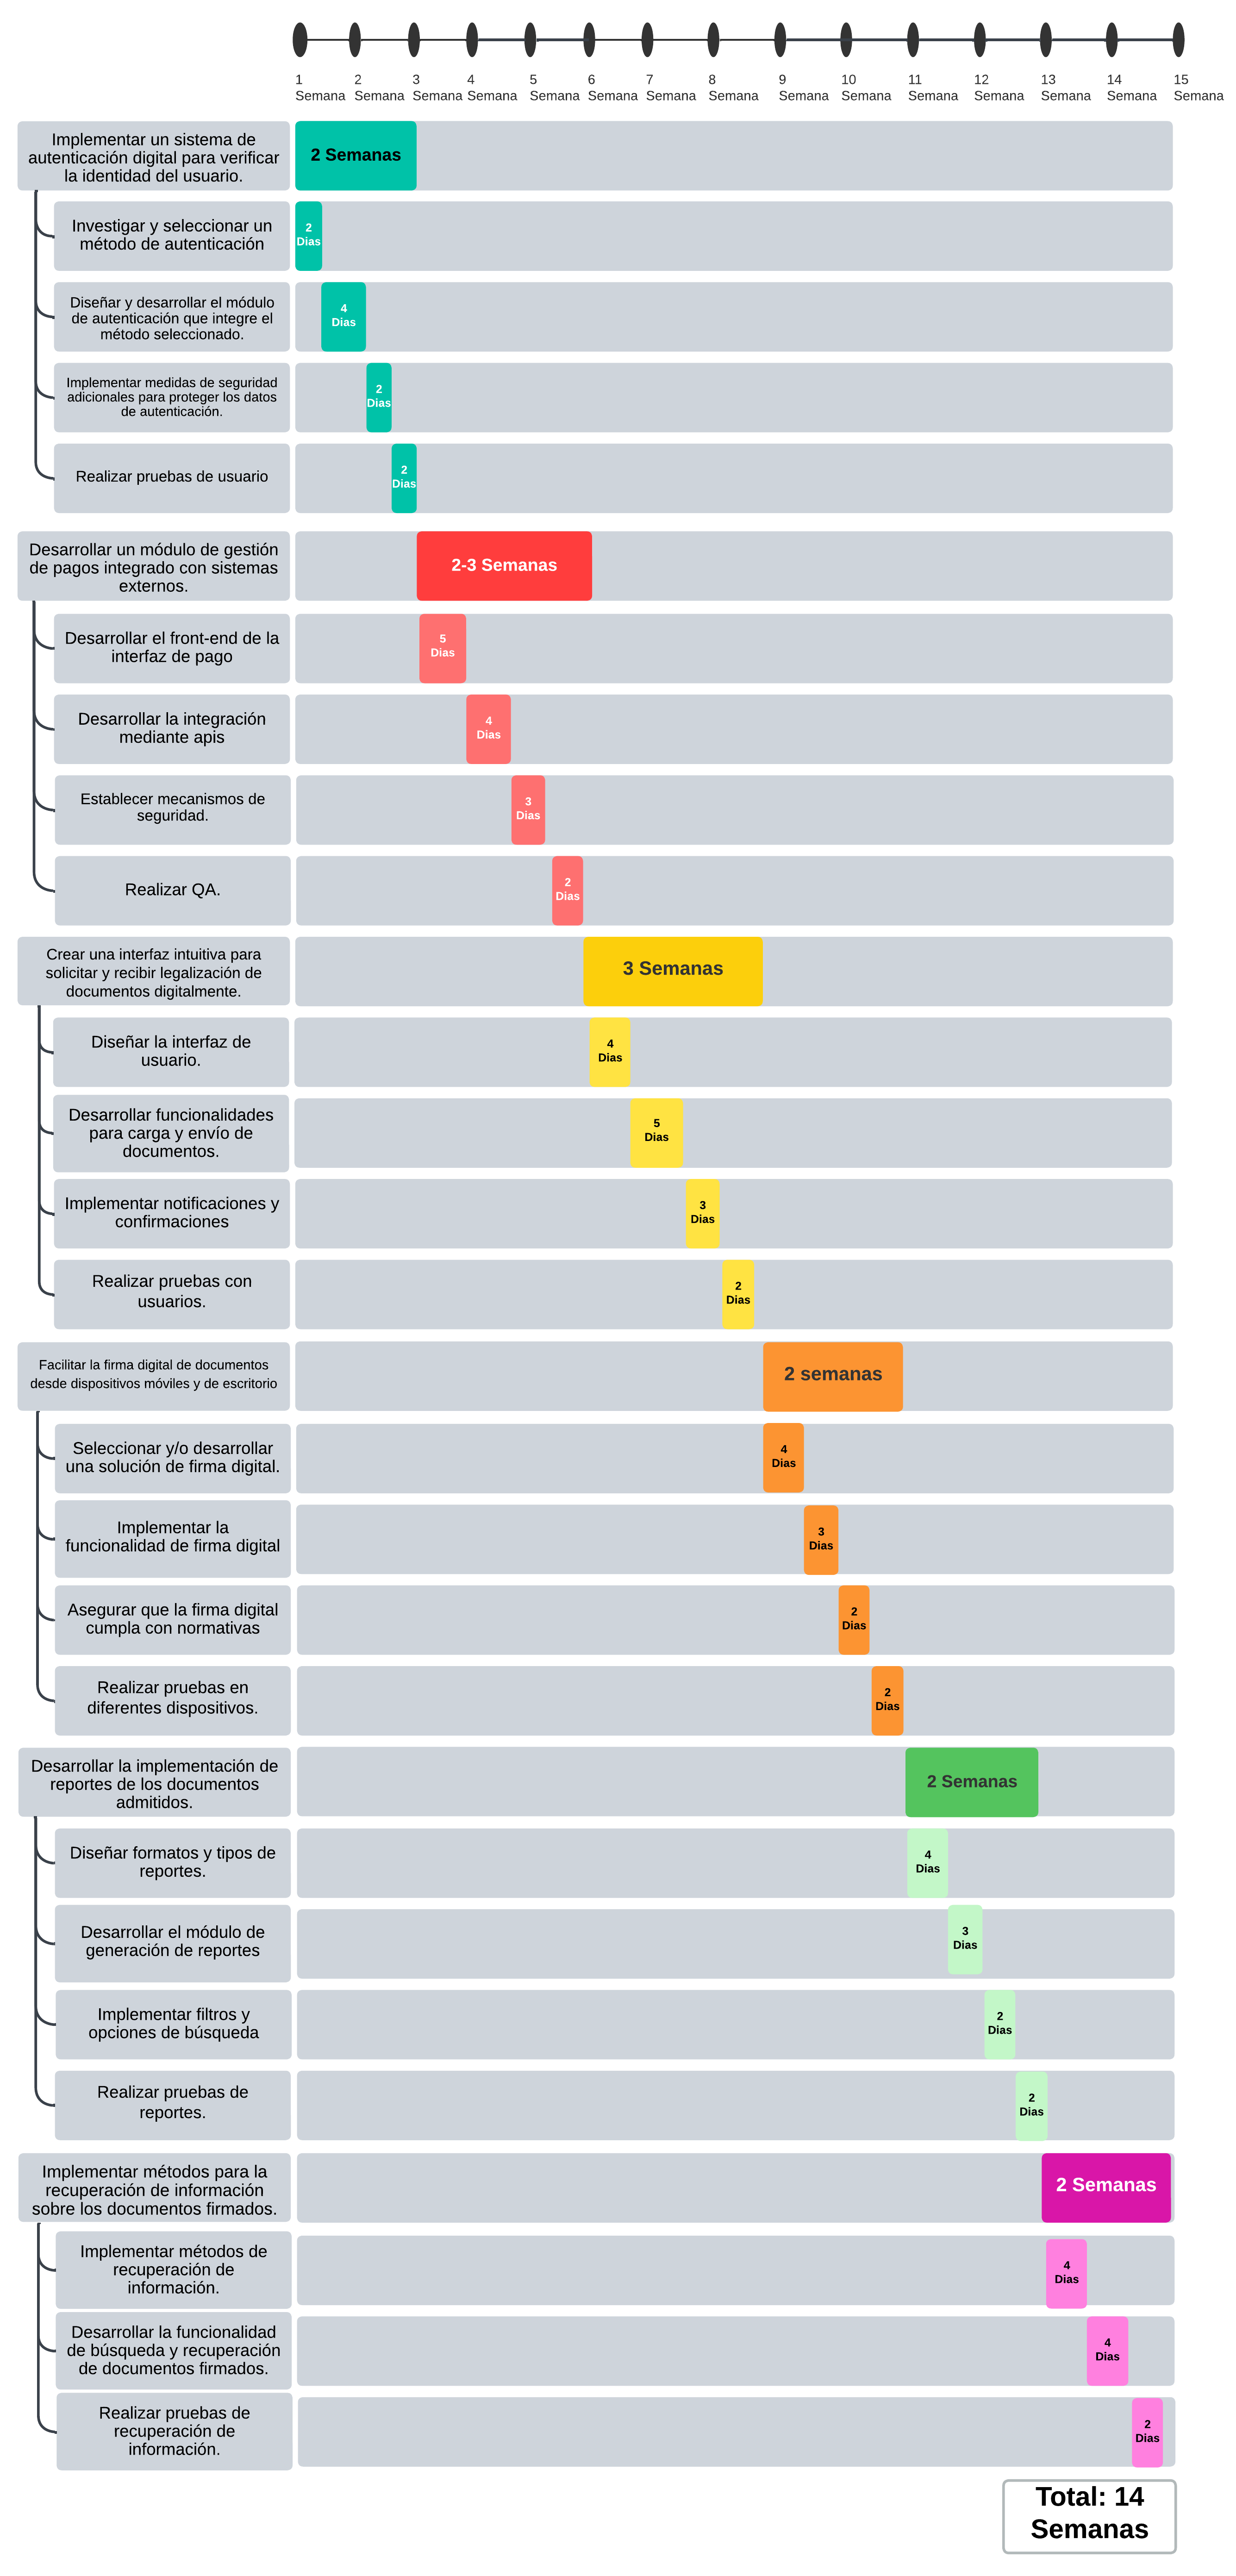 1 2 3 4 5 6 7 8 9 10 11 12 13 14 15
Semana Semana Semana Semana Semana Semana Semana Semana Semana Semana Semana Semana Semana Semana Semana
Implementar un sistema de
autenticación digital para verificar
la identidad del usuario.
2 Semanas
Investigar y seleccionar un
método de autenticación
2
Dias
Diseñar y desarrollar el módulo
de autenticación que integre el
método seleccionado.
4
Dias
Implementar medidas de seguridad
adicionales para proteger los datos
de autenticación.
2
Dias
Realizar pruebas de usuario
2
Dias
Desarrollar un módulo de gestión
de pagos integrado con sistemas
externos.
2-3 Semanas
Desarrollar el front-end de la
interfaz de pago
5
Dias
Desarrollar la integración
mediante apis
4
Dias
Establecer mecanismos de
seguridad.
3
Dias
Realizar QA.
2
Dias
Crear una interfaz intuitiva para
solicitar y recibir legalización de
documentos digitalmente.
3 Semanas
Diseñar la interfaz de
usuario.
4
Dias
Desarrollar funcionalidades
para carga y envío de
documentos.
5
Dias
Implementar notificaciones y
confirmaciones
3
Dias
Realizar pruebas con
usuarios.
2
Dias
Facilitar la firma digital de documentos
desde dispositivos móviles y de escritorio
2 semanas
Seleccionar y/o desarrollar
una solución de firma digital.
4
Dias
Implementar la
funcionalidad de firma digital
3
Dias
Asegurar que la firma digital
cumpla con normativas
2
Dias
Realizar pruebas en
diferentes dispositivos.
2
Dias
Desarrollar la implementación de
reportes de los documentos
admitidos.
2 Semanas
Diseñar formatos y tipos de
reportes.
4
Dias
Desarrollar el módulo de
generación de reportes
3
Dias
Implementar filtros y
opciones de búsqueda
2
Dias
Realizar pruebas de
reportes.
2
Dias
Implementar métodos para la
recuperación de información
sobre los documentos firmados.
2 Semanas
Implementar métodos de
recuperación de
información.
4
Dias
Desarrollar la funcionalidad
de búsqueda y recuperación
de documentos firmados.
4
Dias
Realizar pruebas de
recuperación de
información.
2
Dias
Total: 14
Semanas